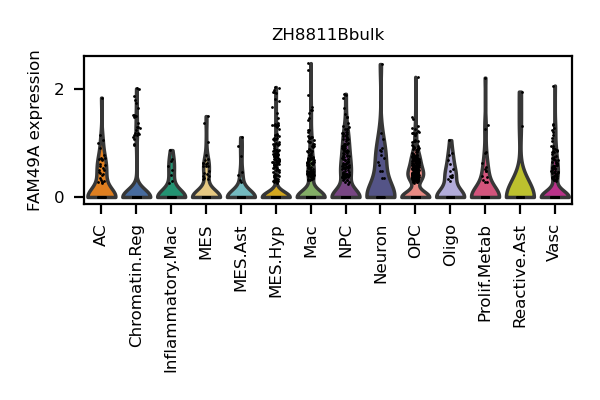 ZH8811Bbulk
FAM49A expression
2
0
AC
Chromatin.Reg
Inflammatory.Mac
MES
MES.Ast
MES.Hyp
Mac
NPC
Neuron
OPC
Oligo
Prolif.Metab
Reactive.Ast
Vasc